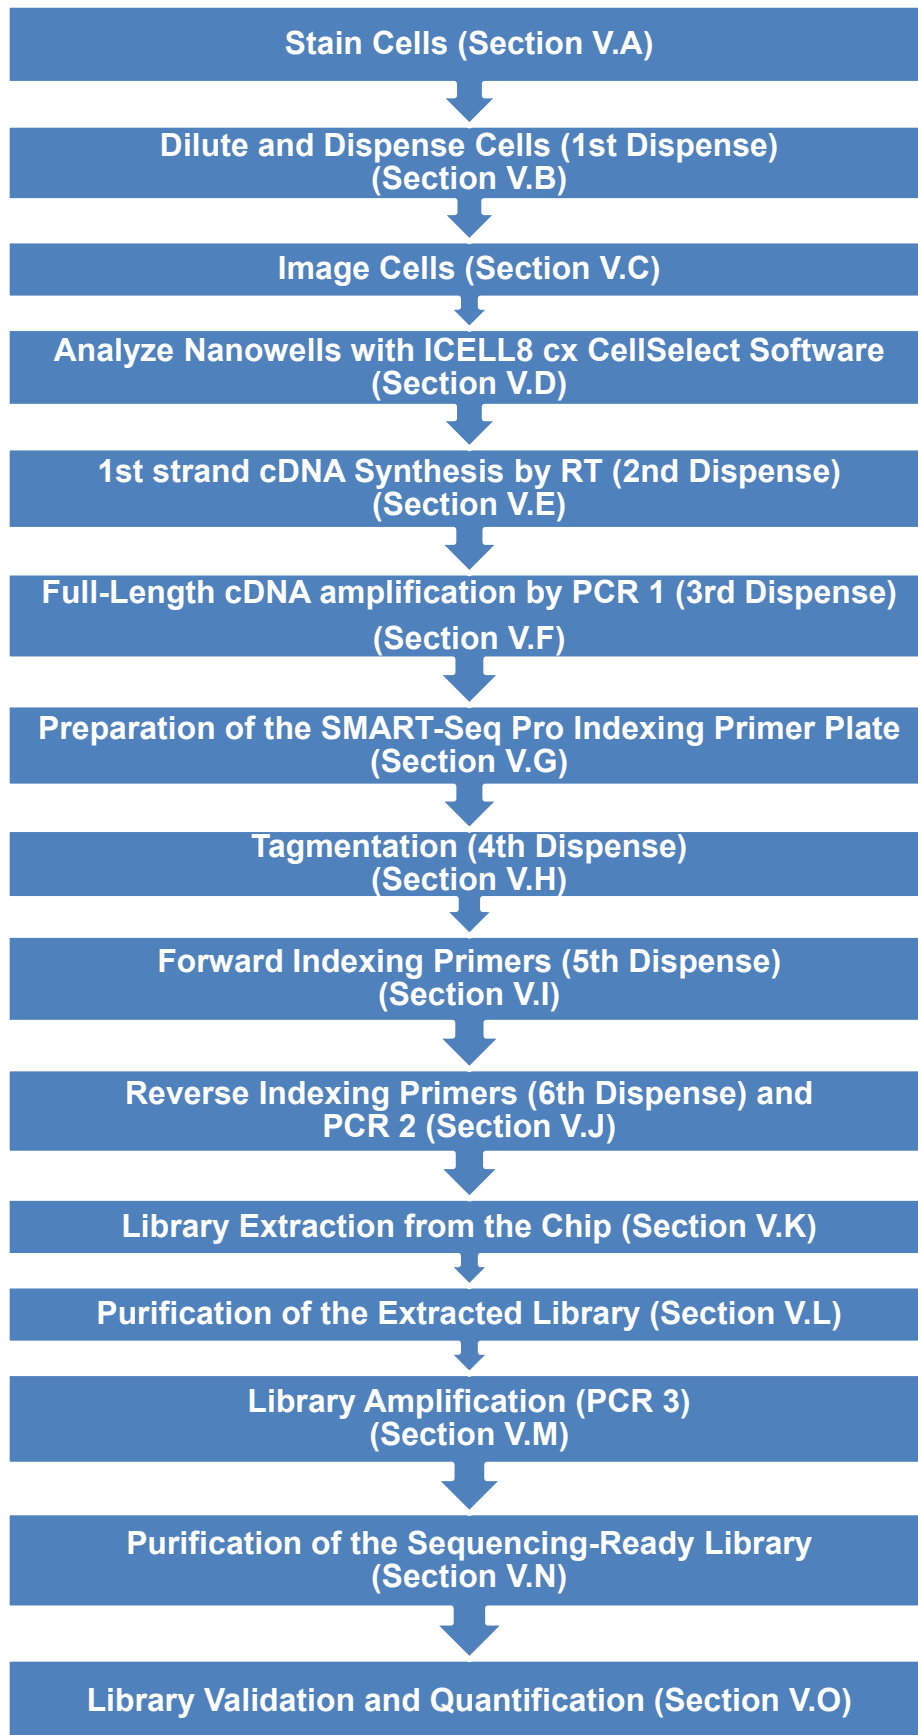 Stain Cells (Section V.A)
Dilute and Dispense Cells (1st Dispense)
(Section V.B)
Image Cells (Section V.C)
Analyze Nanowells with ICELL8 cx CellSelect Software
(Section V.D)
1st strand cDNA Synthesis by RT (2nd Dispense)
(Section V.E)
Full-Length cDNA amplification by PCR 1 (3rd Dispense)
(Section V.F)
Preparation of the SMART-Seq Pro Indexing Primer Plate
(Section V.G)
Tagmentation (4th Dispense)
(Section V.H)
Forward Indexing Primers (5th Dispense)
(Section V.I)
Reverse Indexing Primers (6th Dispense) and
PCR 2 (Section V.J)
Library Extraction from the Chip (Section V.K)
Purification of the Extracted Library (Section V.L)
Library Amplification (PCR 3)
(Section V.M)
Purification of the Sequencing-Ready Library
(Section V.N)
Library Validation and Quantification (Section V.O)